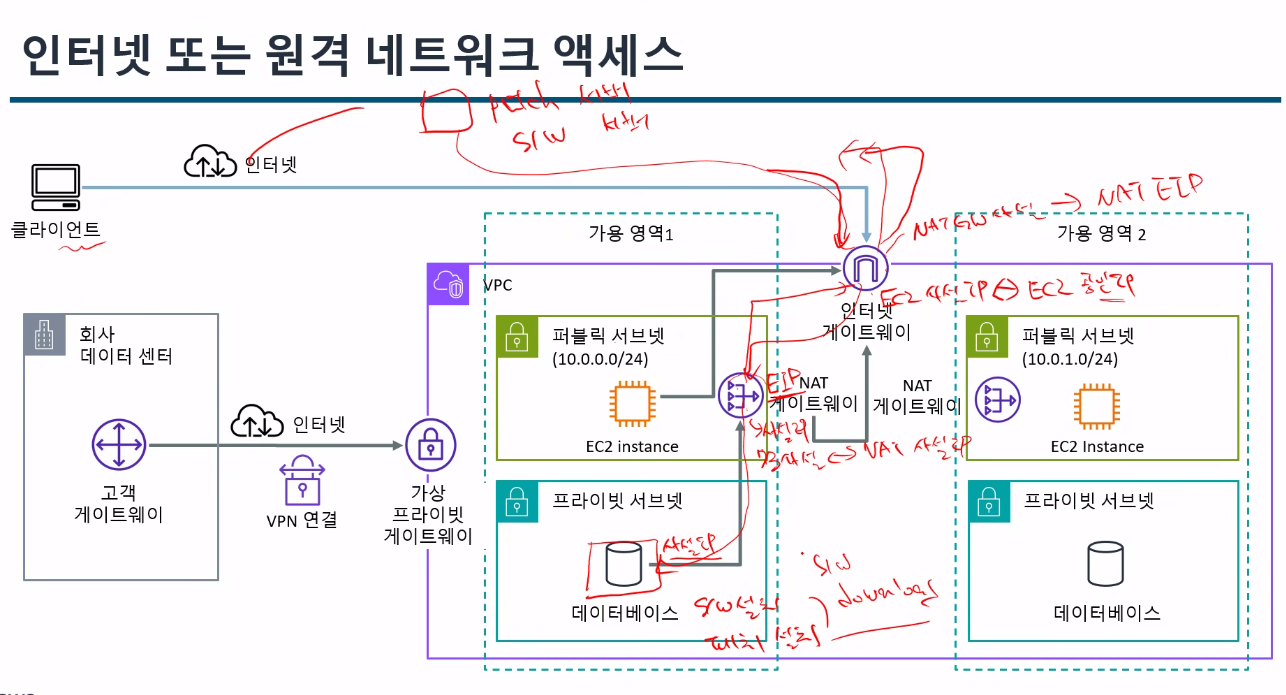 인터넷 또는 원격 네트워크 액세스
patch 서버
S/W 서버
인터넷
클라이언트
NAT GW 사설 → NAT EIP
가용 영역1
가용 영역 2
VPC
EC2 사설IP ↔ EC2 공인IP
인터넷
게이트웨이
회사
데이터 센터
퍼블릭 서브넷
(10.0.0.0/24)
퍼블릭 서브넷
(10.0.1.0/24)
EIP
NAT
게이트웨이
NAT
게이트웨이
인터넷
사설IP
EC2 instance
EC2 Instance
DB사설 ↔ NAT 사설IP
고객
게이트웨이
VPN 연결
가상
프라이빗
게이트웨이
프라이빗 서브넷
프라이빗 서브넷
사설IP
S/W
download
데이터베이스
데이터베이스
S/W설치
패치 설치